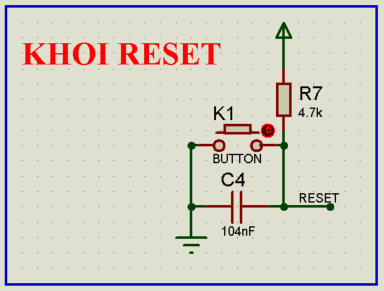 KHOI RESET
R7
4.7k
K1
BUTTON
C4
RESET
104nF